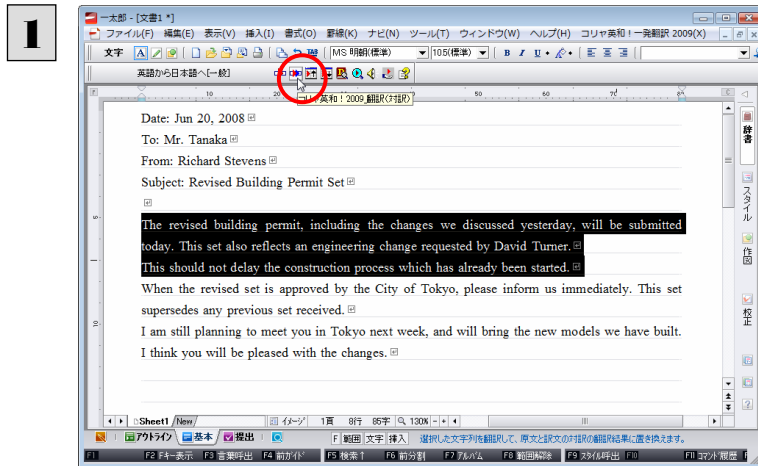 1
一太郎 - [文書1 *]
ファイル(F) 編集(E) 表示(V) 挿入(I) 書式(O) 罫線(K) ナビ(N) ツール(T) ウィンドウ(W) ヘルプ(H) コリャ英和！一発翻訳 2009(X)
文字 MS 明朝(標準) 10.5(標準) B I U
英語から日本語へ[一般]
コリャ英和！2009_翻訳(対訳)
10 20 50 60 70
Date: Jun 20, 2008
To: Mr. Tanaka
From: Richard Stevens
Subject: Revised Building Permit Set
The revised building permit, including the changes we discussed yesterday, will be submitted
today. This set also reflects an engineering change requested by David Turner.
This should not delay the construction process which has already been started.
When the revised set is approved by the City of Tokyo, please inform us immediately. This set
supersedes any previous set received.
I am still planning to meet you in Tokyo next week, and will bring the new models we have built.
I think you will be pleased with the changes.
辞書
スタイル
作図
校正
Sheet1 New イメージ 1頁 8行 85字 130% - + 
アウトライン 基本 提出 F 範囲 文字 挿入 選択した文字列を翻訳して、原文と訳文の対訳の翻訳結果に置き換えます。
F1 F2 Fキー表示 F3 言葉呼出 F4 前ガイド F5 検索↑ F6 前分割 F7 アルバム F8 範囲解除 F9 スタイル呼出 F10 F11 コマンド履歴